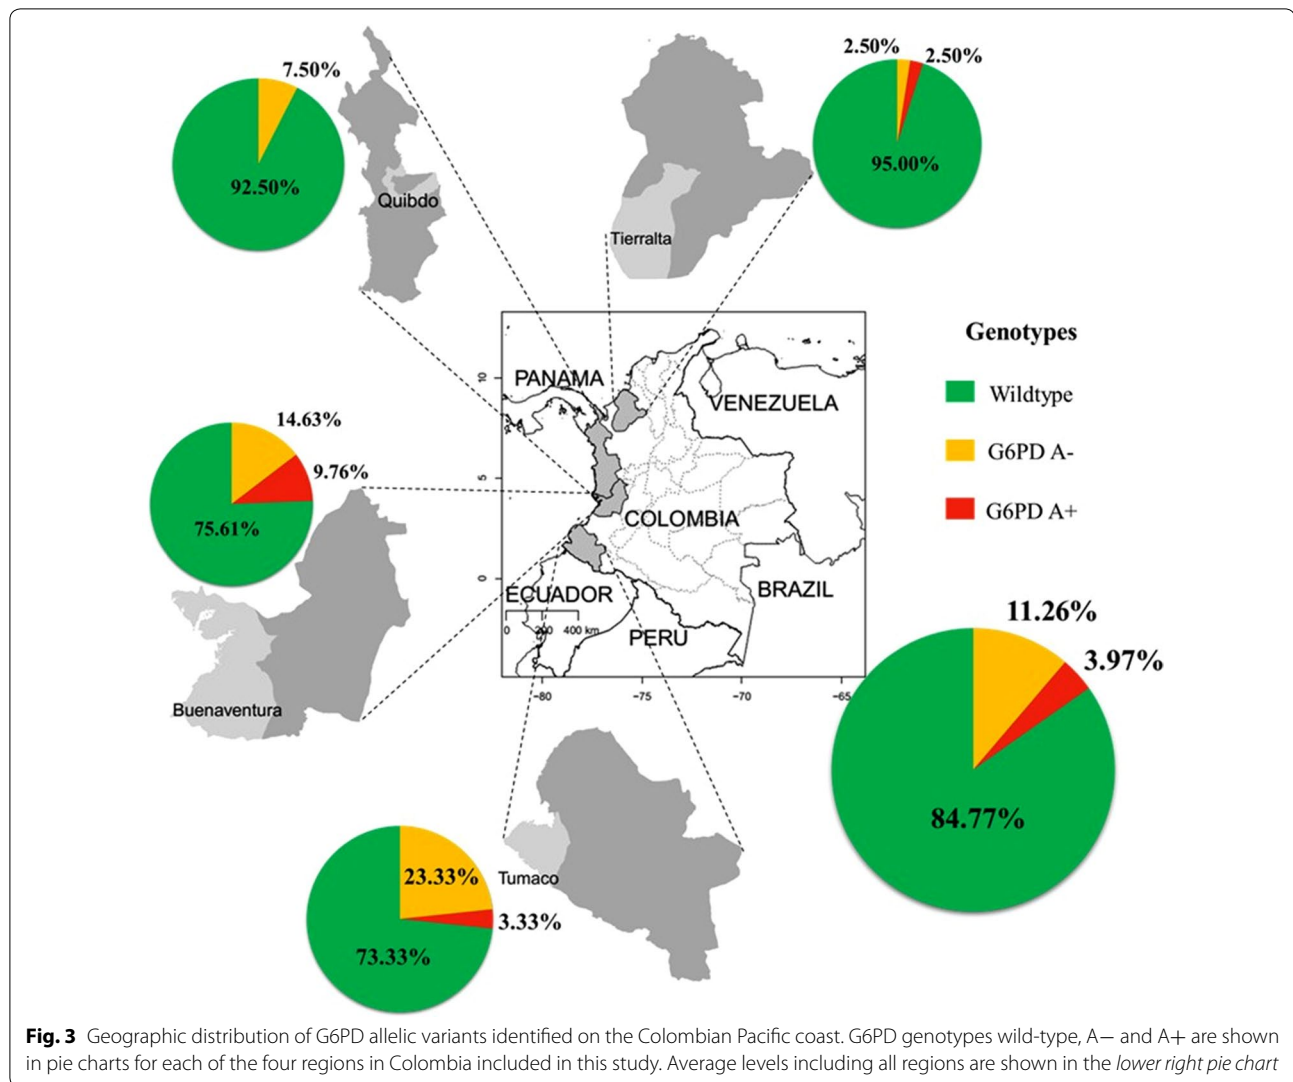 7.50%
92.50%
Quibdo
2.50%
2.50%
95.00%
Tierralta
Genotypes
Wildtype
G6PD A-
G6PD A+
PANAMA
VENEZUELA
COLOMBIA
ECUADOR
BRAZIL
PERU
10
5
0
0 200 400 km
−80 −75 −70 −65
14.63%
9.76%
75.61%
Buenaventura
11.26%
3.97%
84.77%
23.33%
3.33%
73.33%
Tumaco
Fig. 3 Geographic distribution of G6PD allelic variants identified on the Colombian Pacific coast. G6PD genotypes wild-type, A− and A+ are shown
in pie charts for each of the four regions in Colombia included in this study. Average levels including all regions are shown in the lower right pie chart